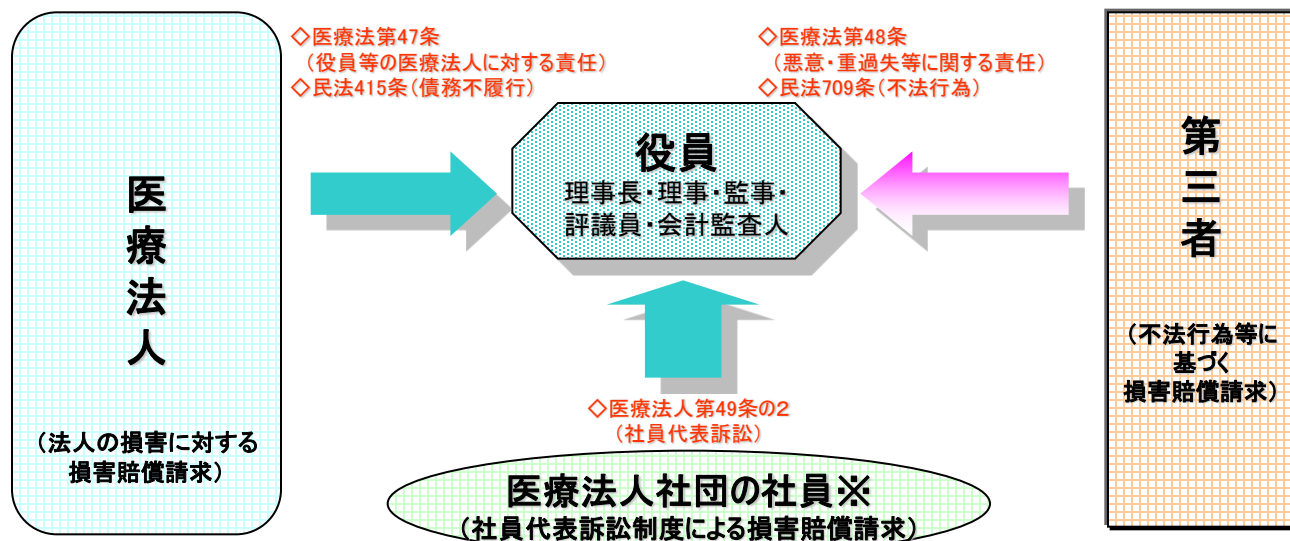 ◇医療法第47条
（役員等の医療法人に対する責任）
◇民法415条（債務不履行）
◇医療法第48条
（悪意・重過失等に関する責任）
◇民法709条（不法行為）
役員
理事長・理事・監事・
評議員・会計監査人
医療法人
（法人の損害に対する
損害賠償請求）
第三者
（不法行為等に
基づく
損害賠償請求）
◇医療法人第49条の２
（社員代表訴訟）
医療法人社団の社員※
（社員代表訴訟制度による損害賠償請求）